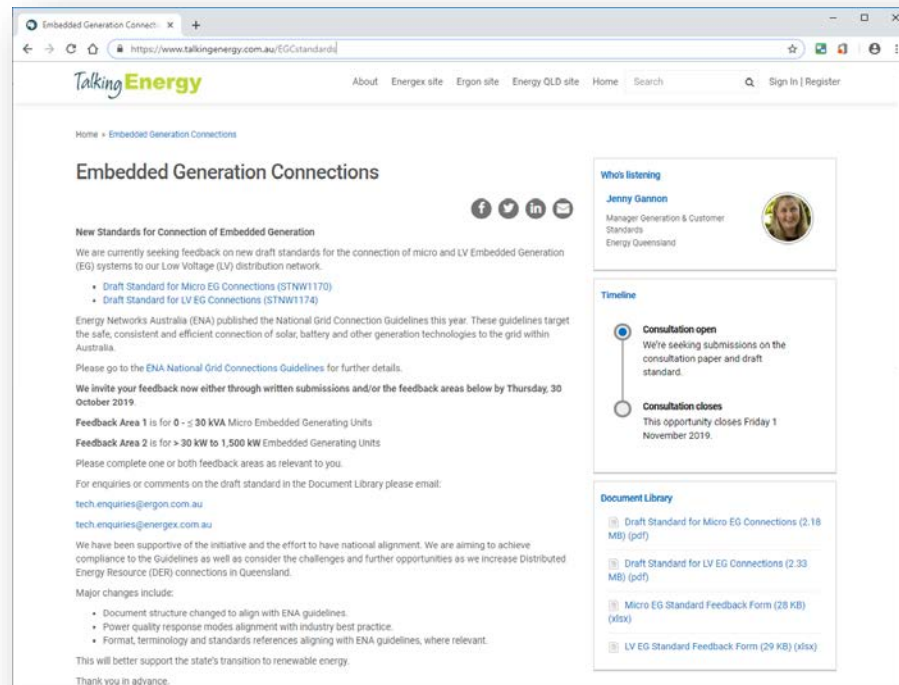 Embedded Generation Connecti
https://www.talkingenergy.com.au/EGCstandards
Talking Energy
About Energex site Ergon site Energy QLD site Home Search Sign In | Register
Home » Embedded Generation Connections
Embedded Generation Connections
New Standards for Connection of Embedded Generation
We are currently seeking feedback on new draft standards for the connection of micro and LV Embedded Generation
(EG) systems to our Low Voltage (LV) distribution network.
• Draft Standard for Micro EG Connections (STNW1170)
• Draft Standard for LV EG Connections (STNW1174)
Energy Networks Australia (ENA) published the National Grid Connection Guidelines this year. These guidelines target
the safe, consistent and efficient connection of solar, battery and other generation technologies to the grid within
Australia.
Please go to the ENA National Grid Connections Guidelines for further details.
We invite your feedback now either through written submissions and/or the feedback areas below by Thursday, 30
October 2019.
Feedback Area 1 is for 0 - ≤ 30 kVA Micro Embedded Generating Units
Feedback Area 2 is for > 30 kW to 1,500 kW Embedded Generating Units
Please complete one or both feedback areas as relevant to you.
For enquiries or comments on the draft standard in the Document Library please email:
tech.enquiries@ergon.com.au
tech.enquiries@energex.com.au
We have been supportive of the initiative and the effort to have national alignment. We are aiming to achieve
compliance to the Guidelines as well as consider the challenges and further opportunities as we increase Distributed
Energy Resource (DER) connections in Queensland.
Major changes include:
• Document structure changed to align with ENA guidelines.
• Power quality response modes alignment with industry best practice.
• Format, terminology and standards references aligning with ENA guidelines, where relevant.
This will better support the state's transition to renewable energy.
Thank you in advance.
Who's listening
Jenny Gannon
Manager Generation & Customer
Standards
Energy Queensland
Timeline
Consultation open
We're seeking submissions on the
consultation paper and draft
standard.
Consultation closes
This opportunity closes Friday 1
November 2019.
Document Library
Draft Standard for Micro EG Connections (2.18
MB) (pdf)
Draft Standard for LV EG Connections (2.33
MB) (pdf)
Micro EG Standard Feedback Form (28 KB)
(xlsx)
LV EG Standard Feedback Form (29 KB) (xlsx)